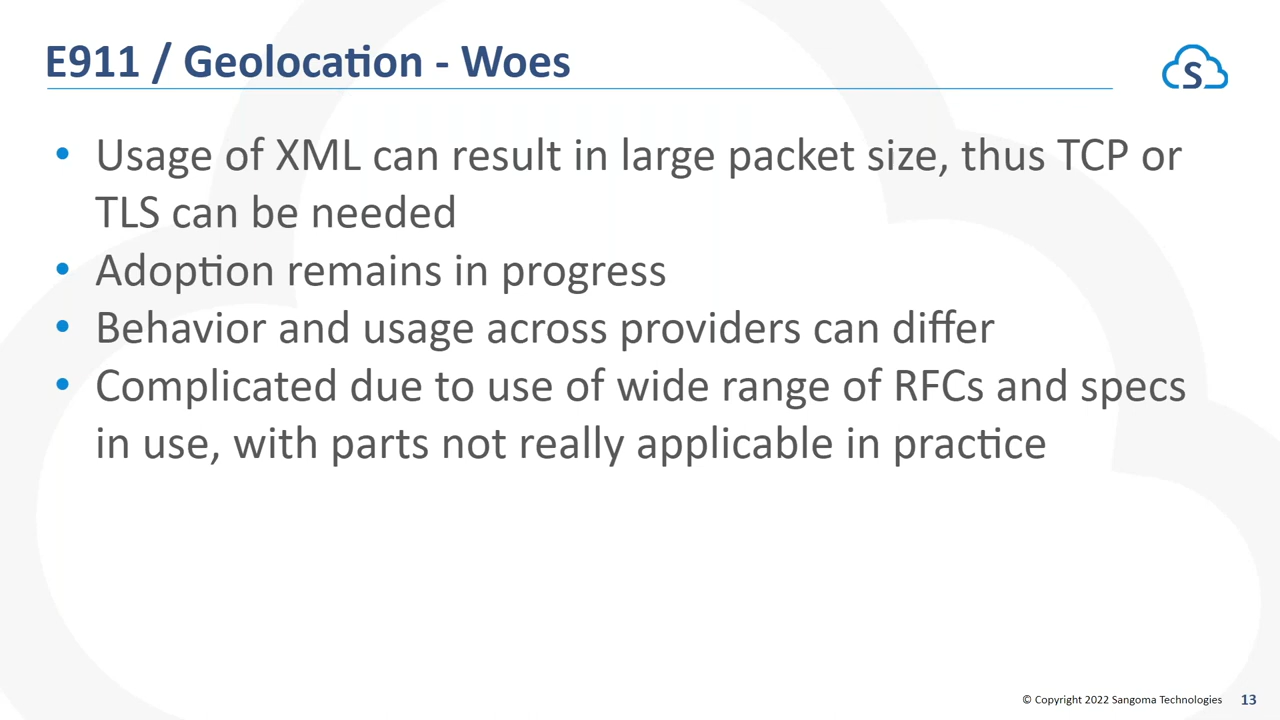 E911 / Geolocation - Woes
S
• Usage of XML can result in large packet size, thus TCP or
TLS can be needed
• Adoption remains in progress
• Behavior and usage across providers can differ
• Complicated due to use of wide range of RFCs and specs
in use, with parts not really applicable in practice
© Copyright 2022 Sangoma Technologies 13